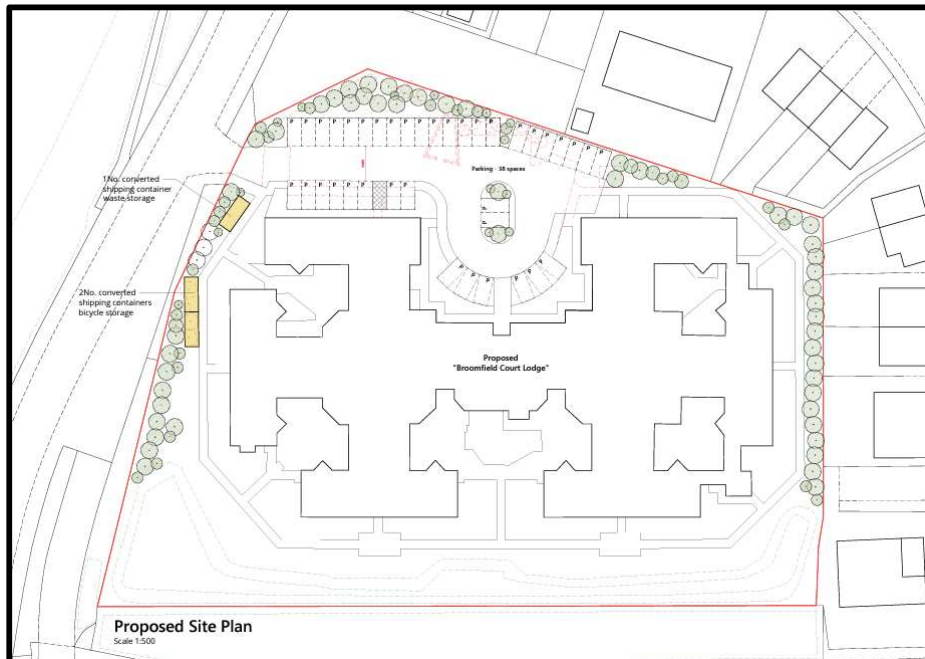 1No. converted
shipping container
waste storage
2No. converted
shipping containers
bicycle storage
Parking - 38 spaces
P P P P P P P P P P P P P P P
P P P P P P P
P P P P P P P P
P
P
P P P P P P
Proposed
"Broomfield Court Lodge"
Proposed Site Plan
Scale 1:500